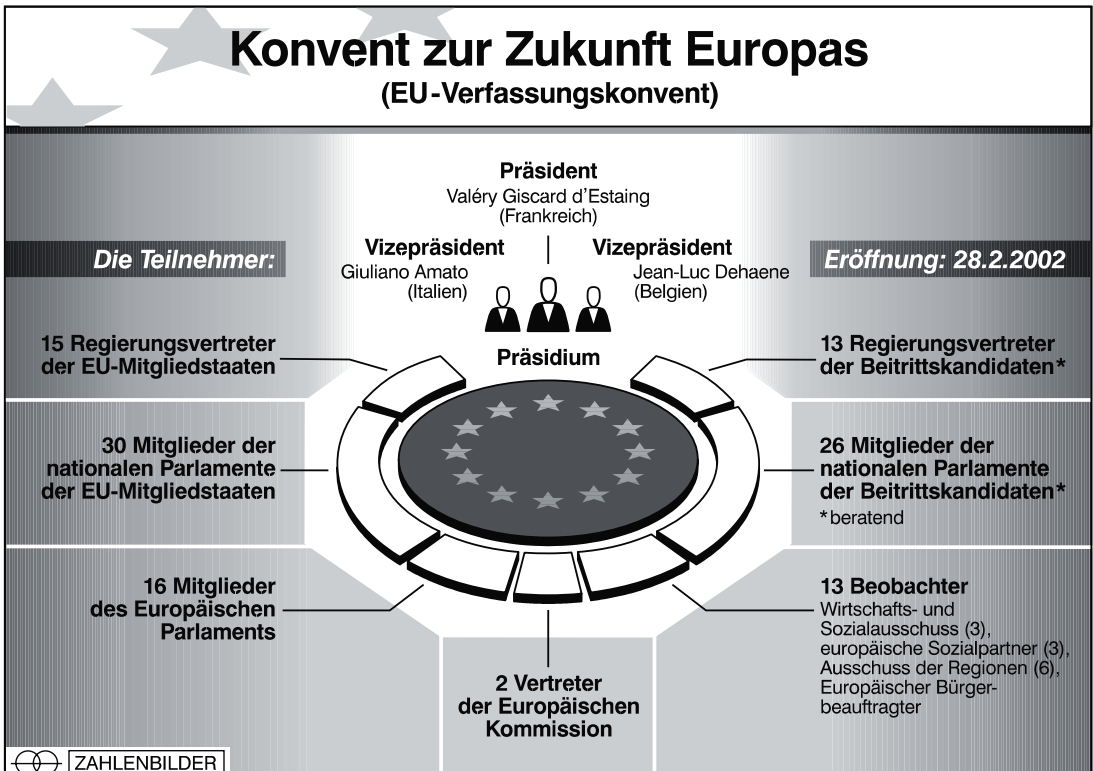 Konvent zur Zukunft Europas
(EU-Verfassungskonvent)
Präsident
Valéry Giscard d'Estaing
(Frankreich)
Vizepräsident
Giuliano Amato
(Italien)
Vizepräsident
Jean-Luc Dehaene
(Belgien)
Präsidium
Die Teilnehmer:
Eröffnung: 28.2.2002
15 Regierungsvertreter
der EU-Mitgliedstaaten
30 Mitglieder der
nationalen Parlamente
der EU-Mitgliedstaaten
16 Mitglieder
des Europäischen
Parlaments
2 Vertreter
der Europäischen
Kommission
13 Regierungsvertreter
der Beitrittskandidaten*
26 Mitglieder der
nationalen Parlamente
der Beitrittskandidaten*
*beratend
13 Beobachter
Wirtschafts- und
Sozialausschuss (3),
europäische Sozialpartner (3),
Ausschuss der Regionen (6),
Europäischer Bürger-
beauftragter
ZAHLENBILDER